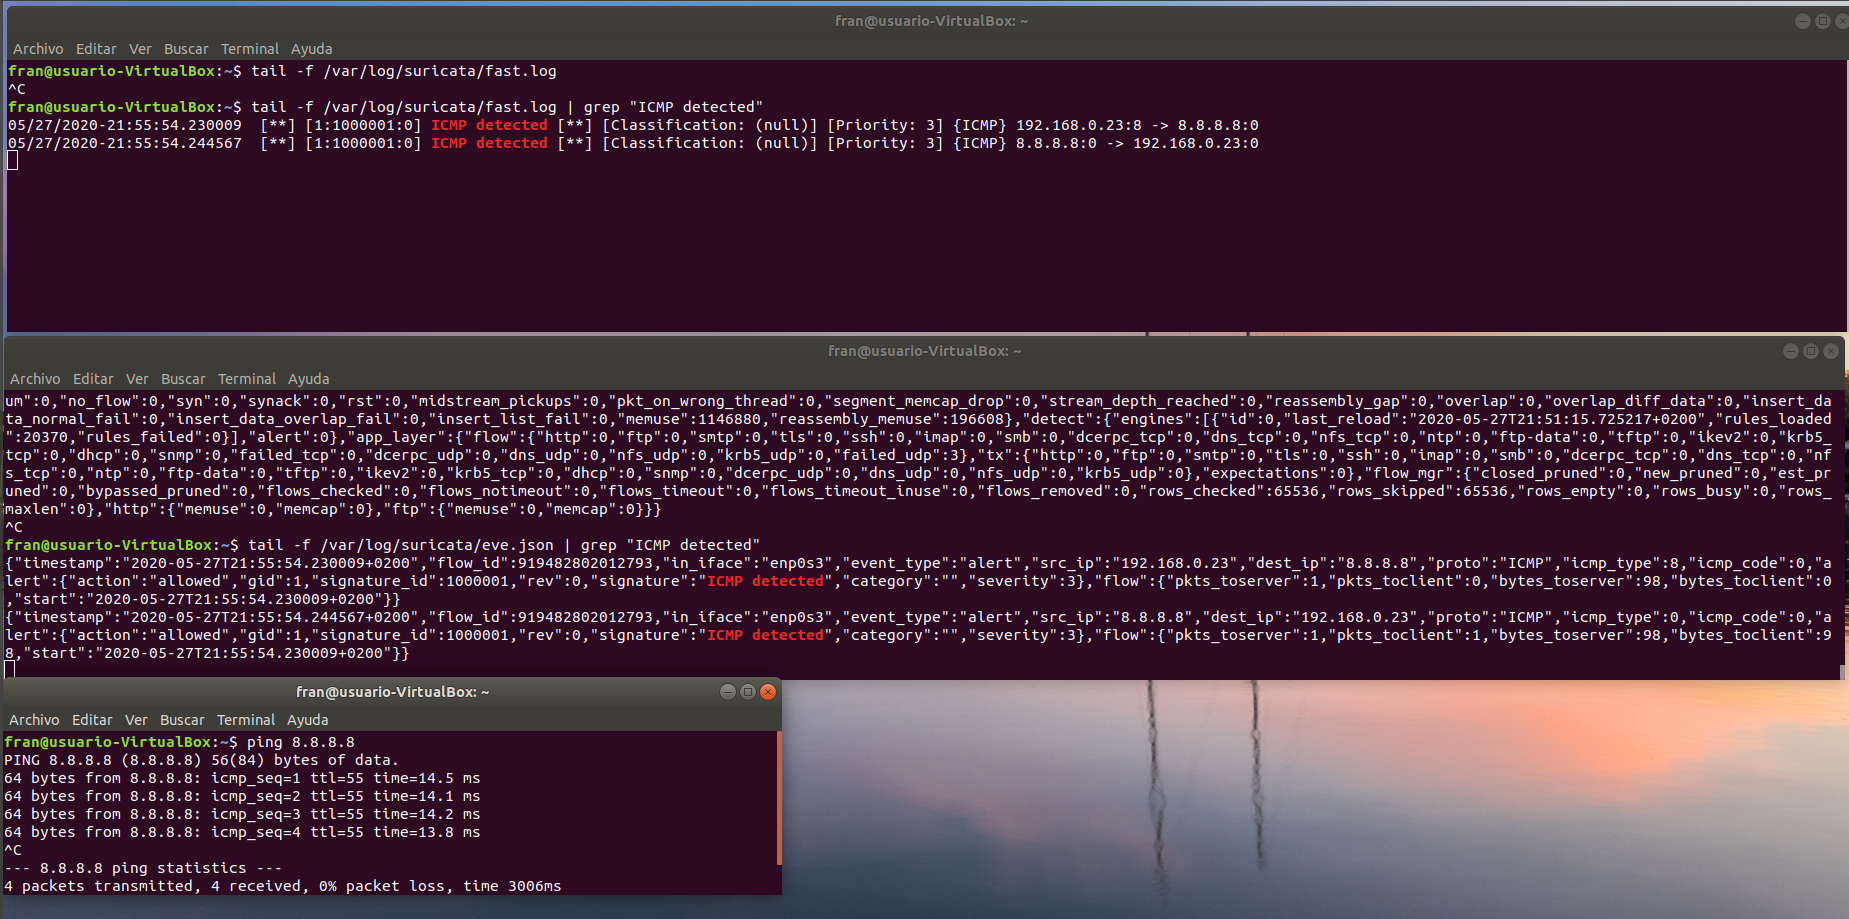 fran@usuario-VirtualBox: ~
Archivo Editar Ver Buscar Terminal Ayuda
fran@usuario-VirtualBox:~$ tail -f /var/log/suricata/fast.log
^C
fran@usuario-VirtualBox:~$ tail -f /var/log/suricata/fast.log | grep "ICMP detected"
05/27/2020-21:55:54.230009  [**] [1:1000001:0] ICMP detected [**] [Classification: (null)] [Priority: 3] {ICMP} 192.168.0.23:8 -> 8.8.8.8:0
05/27/2020-21:55:54.244567  [**] [1:1000001:0] ICMP detected [**] [Classification: (null)] [Priority: 3] {ICMP} 8.8.8.8:0 -> 192.168.0.23:0
fran@usuario-VirtualBox: ~
Archivo Editar Ver Buscar Terminal Ayuda
um":0,"no_flow":0,"syn":0,"synack":0,"rst":0,"midstream_pickups":0,"pkt_on_wrong_thread":0,"segment_memcap_drop":0,"stream_depth_reached":0,"reassembly_gap":0,"overlap":0,"overlap_diff_data":0,"insert_da
ta_normal_fail":0,"insert_data_overlap_fail":0,"insert_list_fail":0,"memuse":1146880,"reassembly_memuse":196608},"detect":{"engines":[{"id":0,"last_reload":"2020-05-27T21:51:15.725217+0200","rules_loaded
":20370,"rules_failed":0}],"alert":0},"app_layer":{"flow":{"http":0,"ftp":0,"smtp":0,"tls":0,"ssh":0,"imap":0,"smb":0,"dcerpc_tcp":0,"dns_tcp":0,"nfs_tcp":0,"ntp":0,"ftp-data":0,"tftp":0,"ikev2":0,"krb5_
tcp":0,"dhcp":0,"snmp":0,"failed_tcp":0,"dcerpc_udp":0,"dns_udp":0,"nfs_udp":0,"krb5_udp":0,"failed_udp":3},"tx":{"http":0,"ftp":0,"smtp":0,"tls":0,"ssh":0,"imap":0,"smb":0,"dcerpc_tcp":0,"dns_tcp":0,"nf
s_tcp":0,"ntp":0,"ftp-data":0,"tftp":0,"ikev2":0,"krb5_tcp":0,"dhcp":0,"snmp":0,"dcerpc_udp":0,"dns_udp":0,"nfs_udp":0,"krb5_udp":0},"expectations":0},"flow_mgr":{"closed_pruned":0,"new_pruned":0,"est_pr
uned":0,"bypassed_pruned":0,"flows_checked":0,"flows_notimeout":0,"flows_timeout":0,"flows_timeout_inuse":0,"flows_removed":0,"rows_checked":65536,"rows_skipped":65536,"rows_empty":0,"rows_busy":0,"rows_
maxlen":0},"http":{"memuse":0,"memcap":0},"ftp":{"memuse":0,"memcap":0}}}
^C
fran@usuario-VirtualBox:~$ tail -f /var/log/suricata/eve.json | grep "ICMP detected"
{"timestamp":"2020-05-27T21:55:54.230009+0200","flow_id":919482802012793,"in_iface":"enp0s3","event_type":"alert","src_ip":"192.168.0.23","dest_ip":"8.8.8.8","proto":"ICMP","icmp_type":8,"icmp_code":0,"a
lert":{"action":"allowed","gid":1,"signature_id":1000001,"rev":0,"signature":"ICMP detected","category":"","severity":3},"flow":{"pkts_toserver":1,"pkts_toclient":0,"bytes_toserver":98,"bytes_toclient":0
,"start":"2020-05-27T21:55:54.230009+0200"}}
{"timestamp":"2020-05-27T21:55:54.244567+0200","flow_id":919482802012793,"in_iface":"enp0s3","event_type":"alert","src_ip":"8.8.8.8","dest_ip":"192.168.0.23","proto":"ICMP","icmp_type":0,"icmp_code":0,"a
lert":{"action":"allowed","gid":1,"signature_id":1000001,"rev":0,"signature":"ICMP detected","category":"","severity":3},"flow":{"pkts_toserver":1,"pkts_toclient":1,"bytes_toserver":98,"bytes_toclient":9
8,"start":"2020-05-27T21:55:54.230009+0200"}}
fran@usuario-VirtualBox: ~
Archivo Editar Ver Buscar Terminal Ayuda
fran@usuario-VirtualBox:~$ ping 8.8.8.8
PING 8.8.8.8 (8.8.8.8) 56(84) bytes of data.
64 bytes from 8.8.8.8: icmp_seq=1 ttl=55 time=14.5 ms
64 bytes from 8.8.8.8: icmp_seq=2 ttl=55 time=14.1 ms
64 bytes from 8.8.8.8: icmp_seq=3 ttl=55 time=14.2 ms
64 bytes from 8.8.8.8: icmp_seq=4 ttl=55 time=13.8 ms
^C
--- 8.8.8.8 ping statistics ---
4 packets transmitted, 4 received, 0% packet loss, time 3006ms